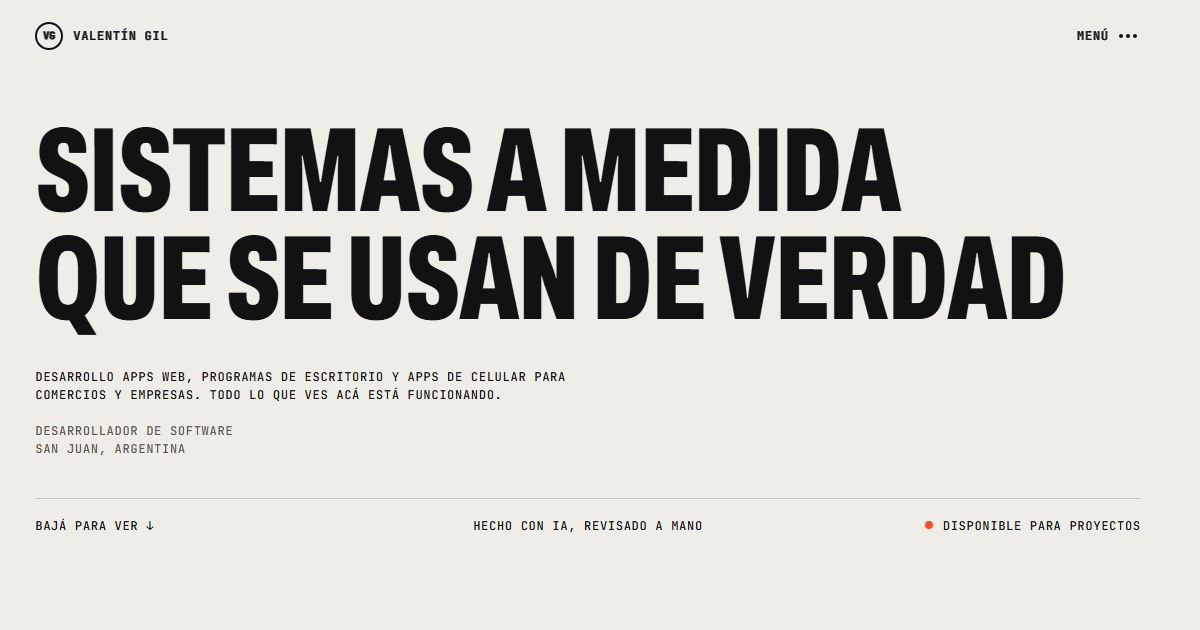 VG VALENTÍN GIL
MENÚ •••
SISTEMAS A MEDIDA
QUE SE USAN DE VERDAD
DESARROLLO APPS WEB, PROGRAMAS DE ESCRITORIO Y APPS DE CELULAR PARA
COMERCIOS Y EMPRESAS. TODO LO QUE VES ACÁ ESTÁ FUNCIONANDO.
DESARROLLADOR DE SOFTWARE
SAN JUAN, ARGENTINA
BAJÁ PARA VER ↓
HECHO CON IA, REVISADO A MANO
DISPONIBLE PARA PROYECTOS